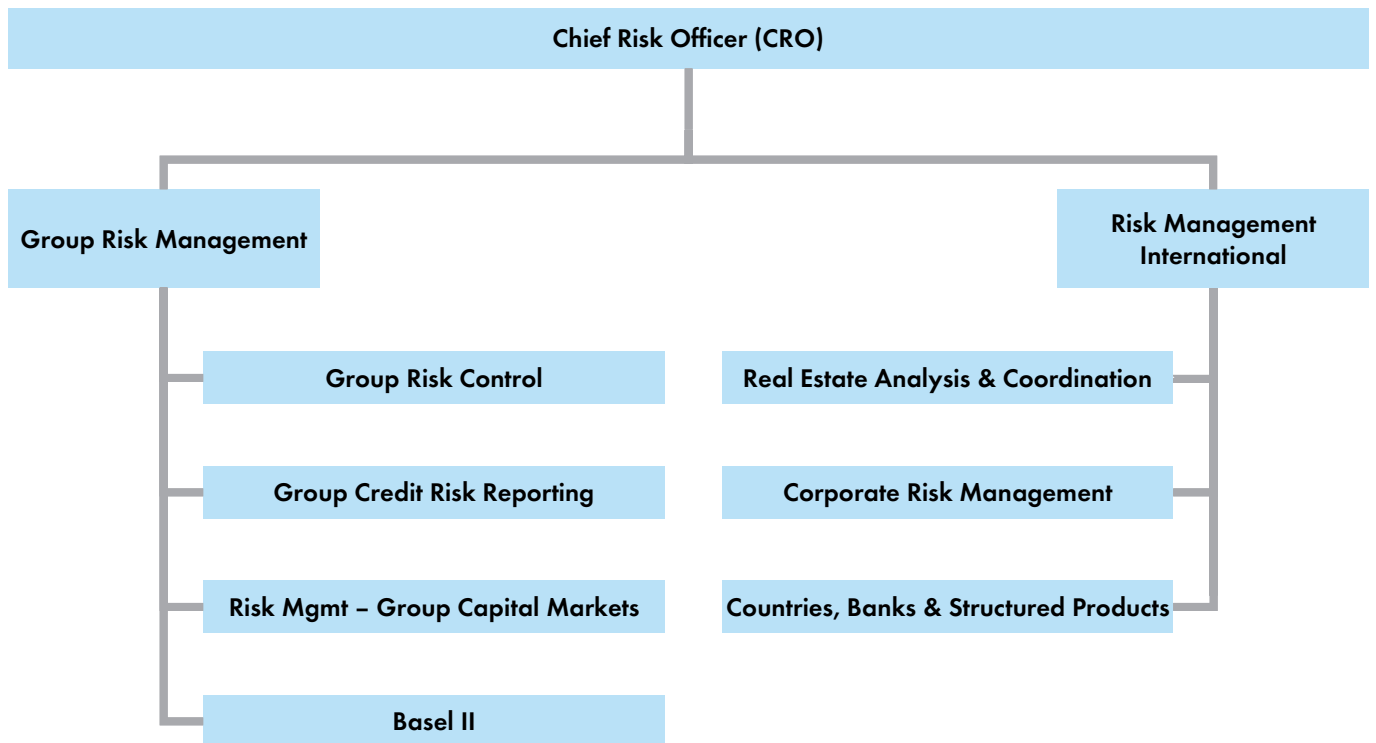 Chief Risk Officer (CRO)
Group Risk Management
Risk Management
International
Group Risk Control
Real Estate Analysis & Coordination
Group Credit Risk Reporting
Corporate Risk Management
Risk Mgmt – Group Capital Markets
Countries, Banks & Structured Products
Basel II